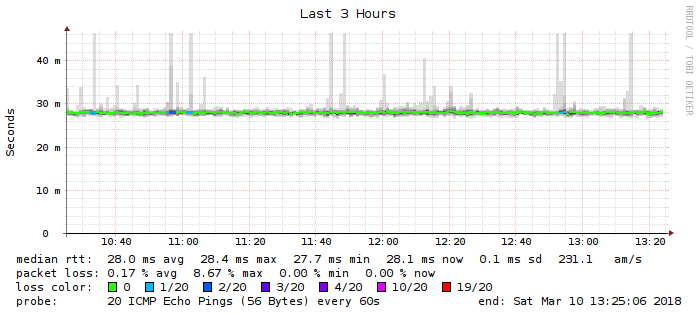 Last 3 Hours
RRDTOOL / TOBI OETIKER
Seconds
40 m
30 m
20 m
10 m
0
10:40 11:00 11:20 11:40 12:00 12:20 12:40 13:00 13:20
median rtt: 28.0 ms avg 28.4 ms max 27.7 ms min 28.1 ms now 0.1 ms sd 231.1 am/s
packet loss: 0.17 % avg 8.67 % max 0.00 % min 0.00 % now
loss color: 0 1/20 2/20 3/20 4/20 10/20 19/20
probe: 20 ICMP Echo Pings (56 Bytes) every 60s end: Sat Mar 10 13:25:06 2018